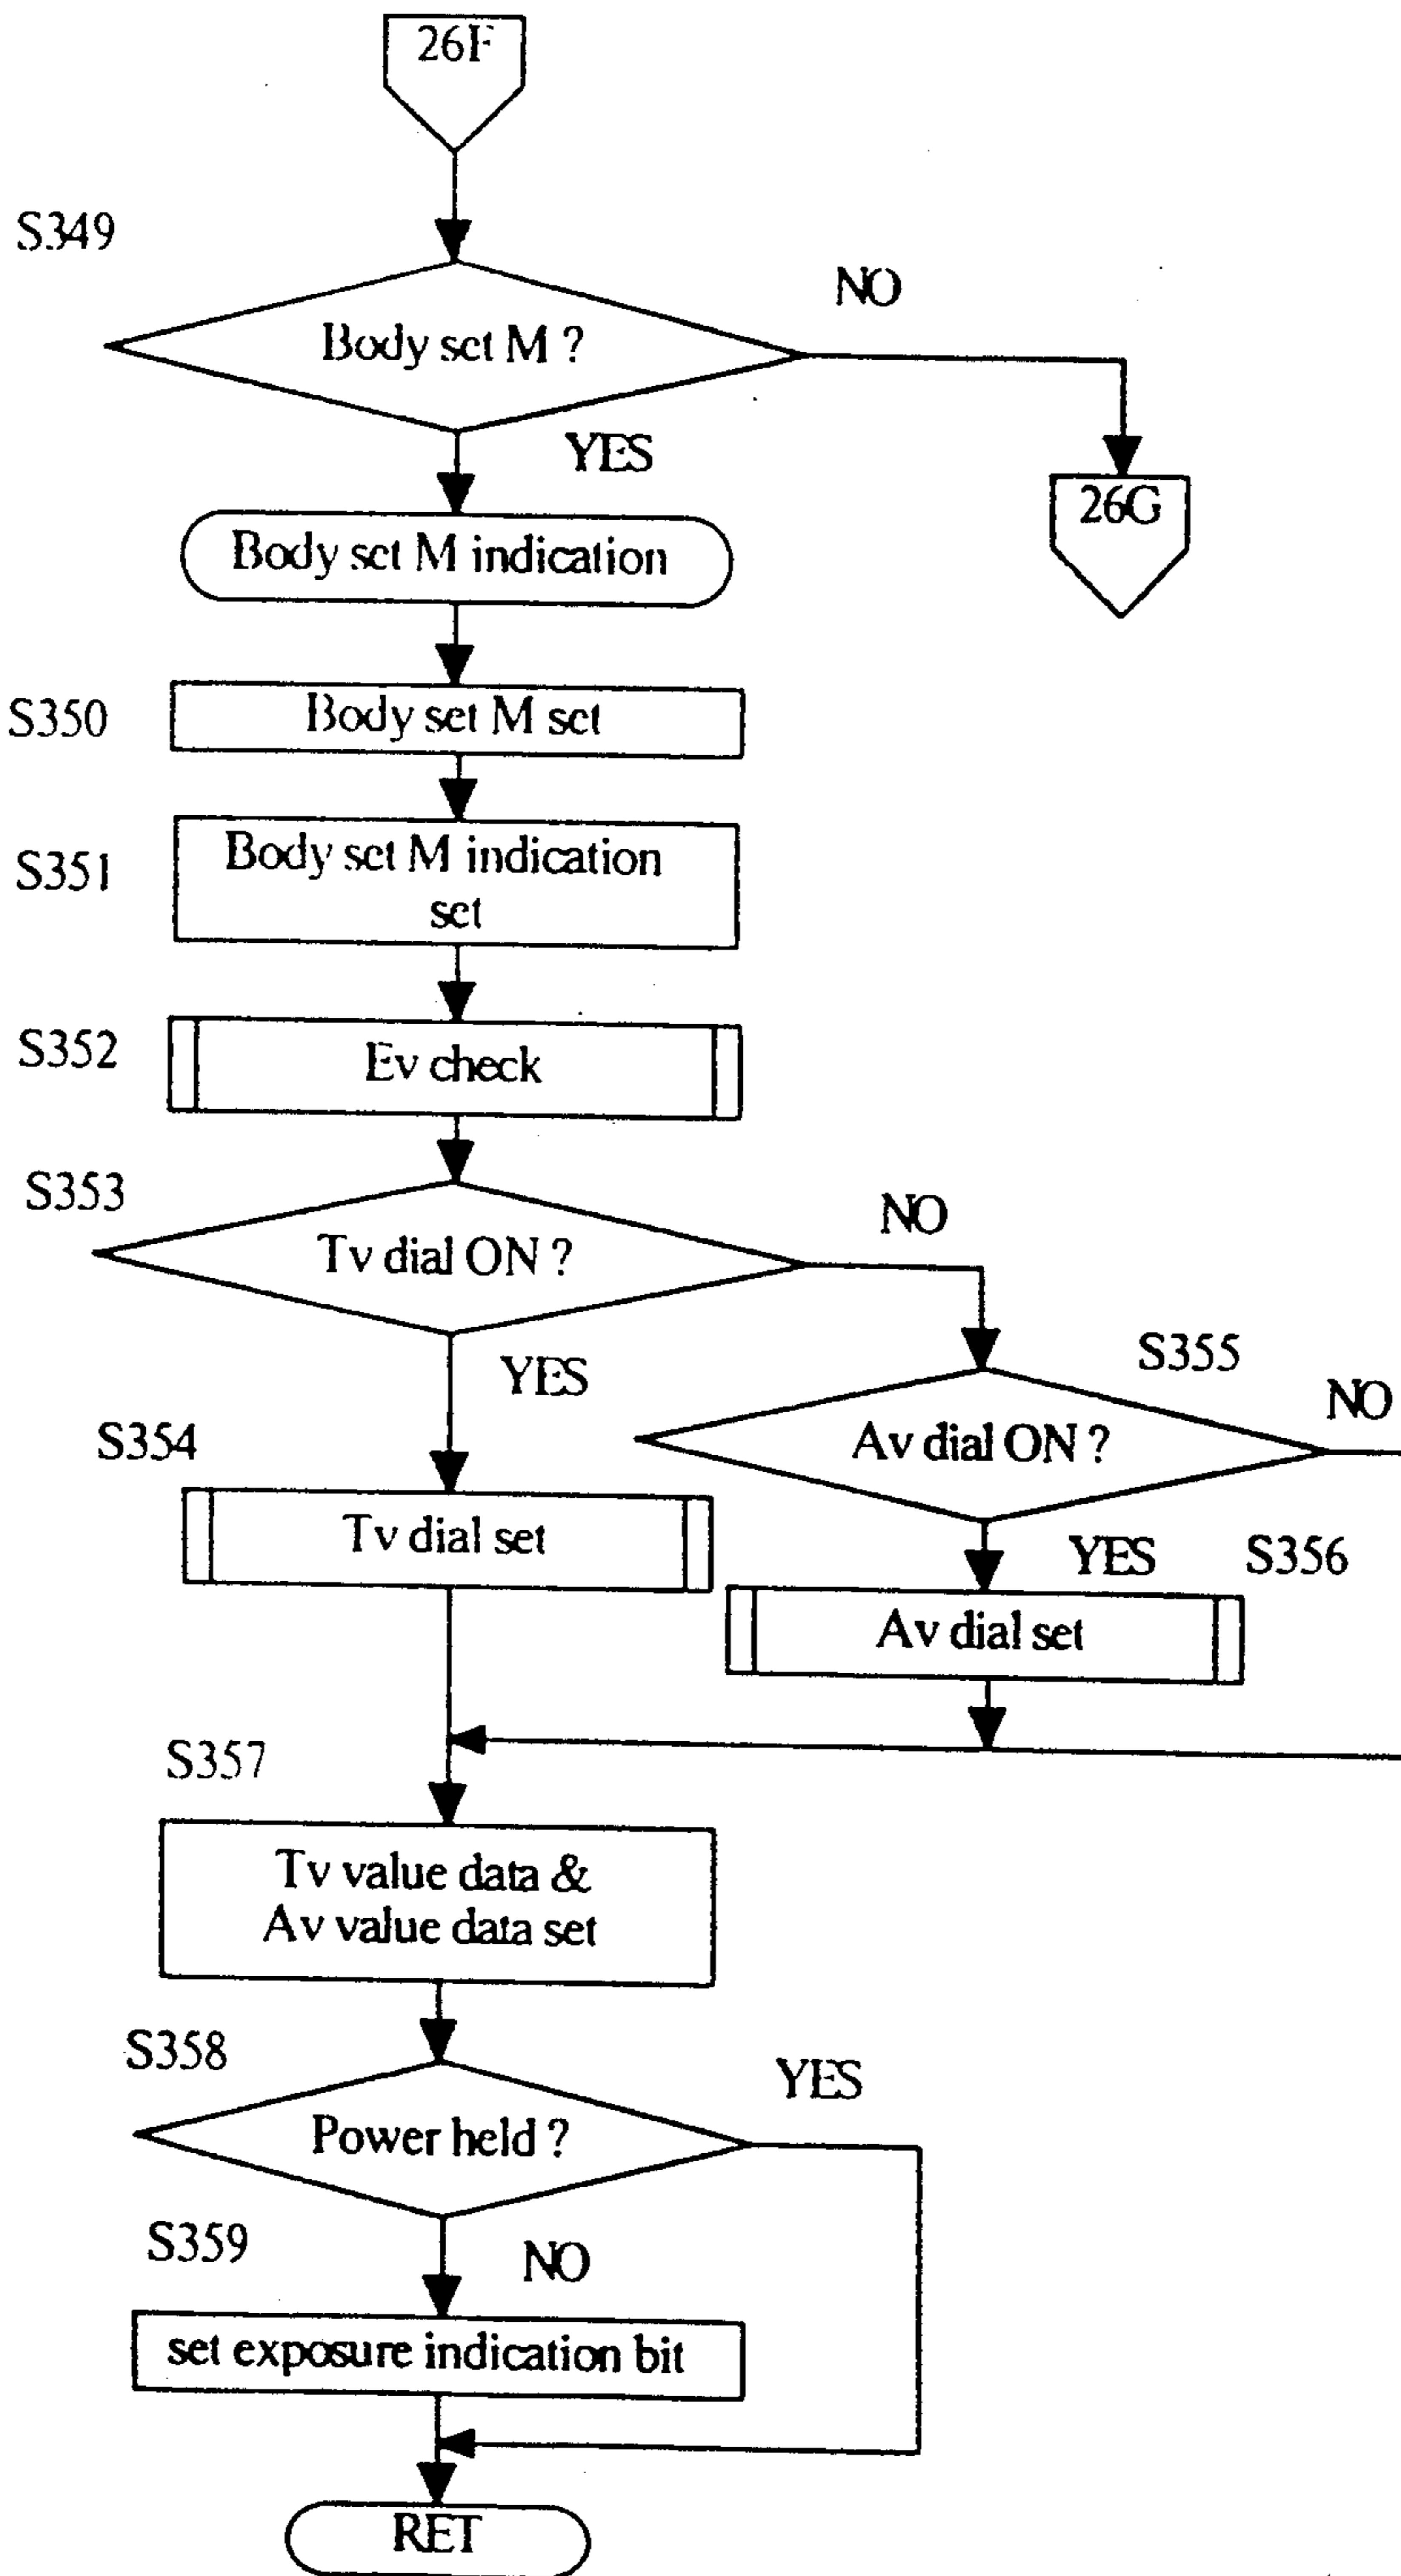 26F
S349
NO
Body set M ?
YES
26G
Body set M indication
S350
Body set M set
S351
Body set M indication
set
S352
Ev check
S353
NO
Tv dial ON ?
S355
YES
NO
S354
Av dial ON ?
Tv dial set
YES
S356
Av dial set
S357
Tv value data &
Av value data set
S358
YES
Power held ?
S359
NO
set exposure indication bit
RET